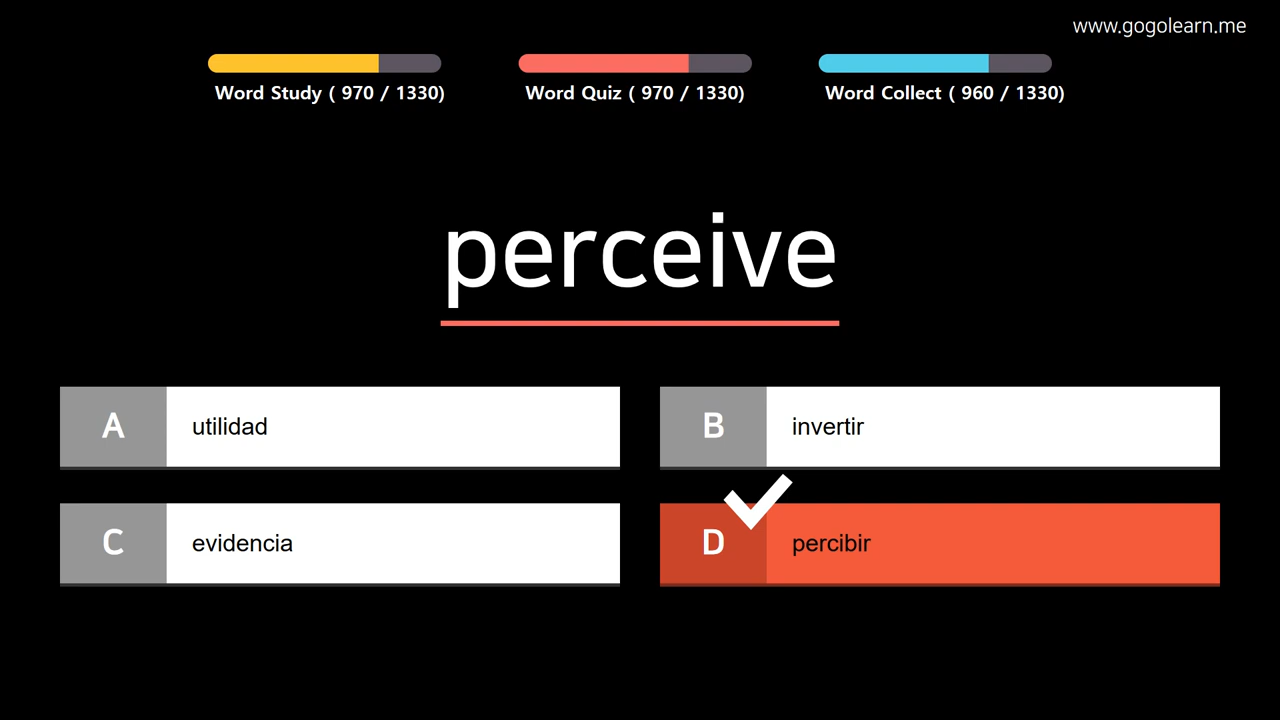 www.gogolearn.me
Word Study ( 970 / 1330)
Word Quiz ( 970 / 1330)
Word Collect ( 960 / 1330)
perceive
A utilidad
B invertir
C evidencia
D percibir